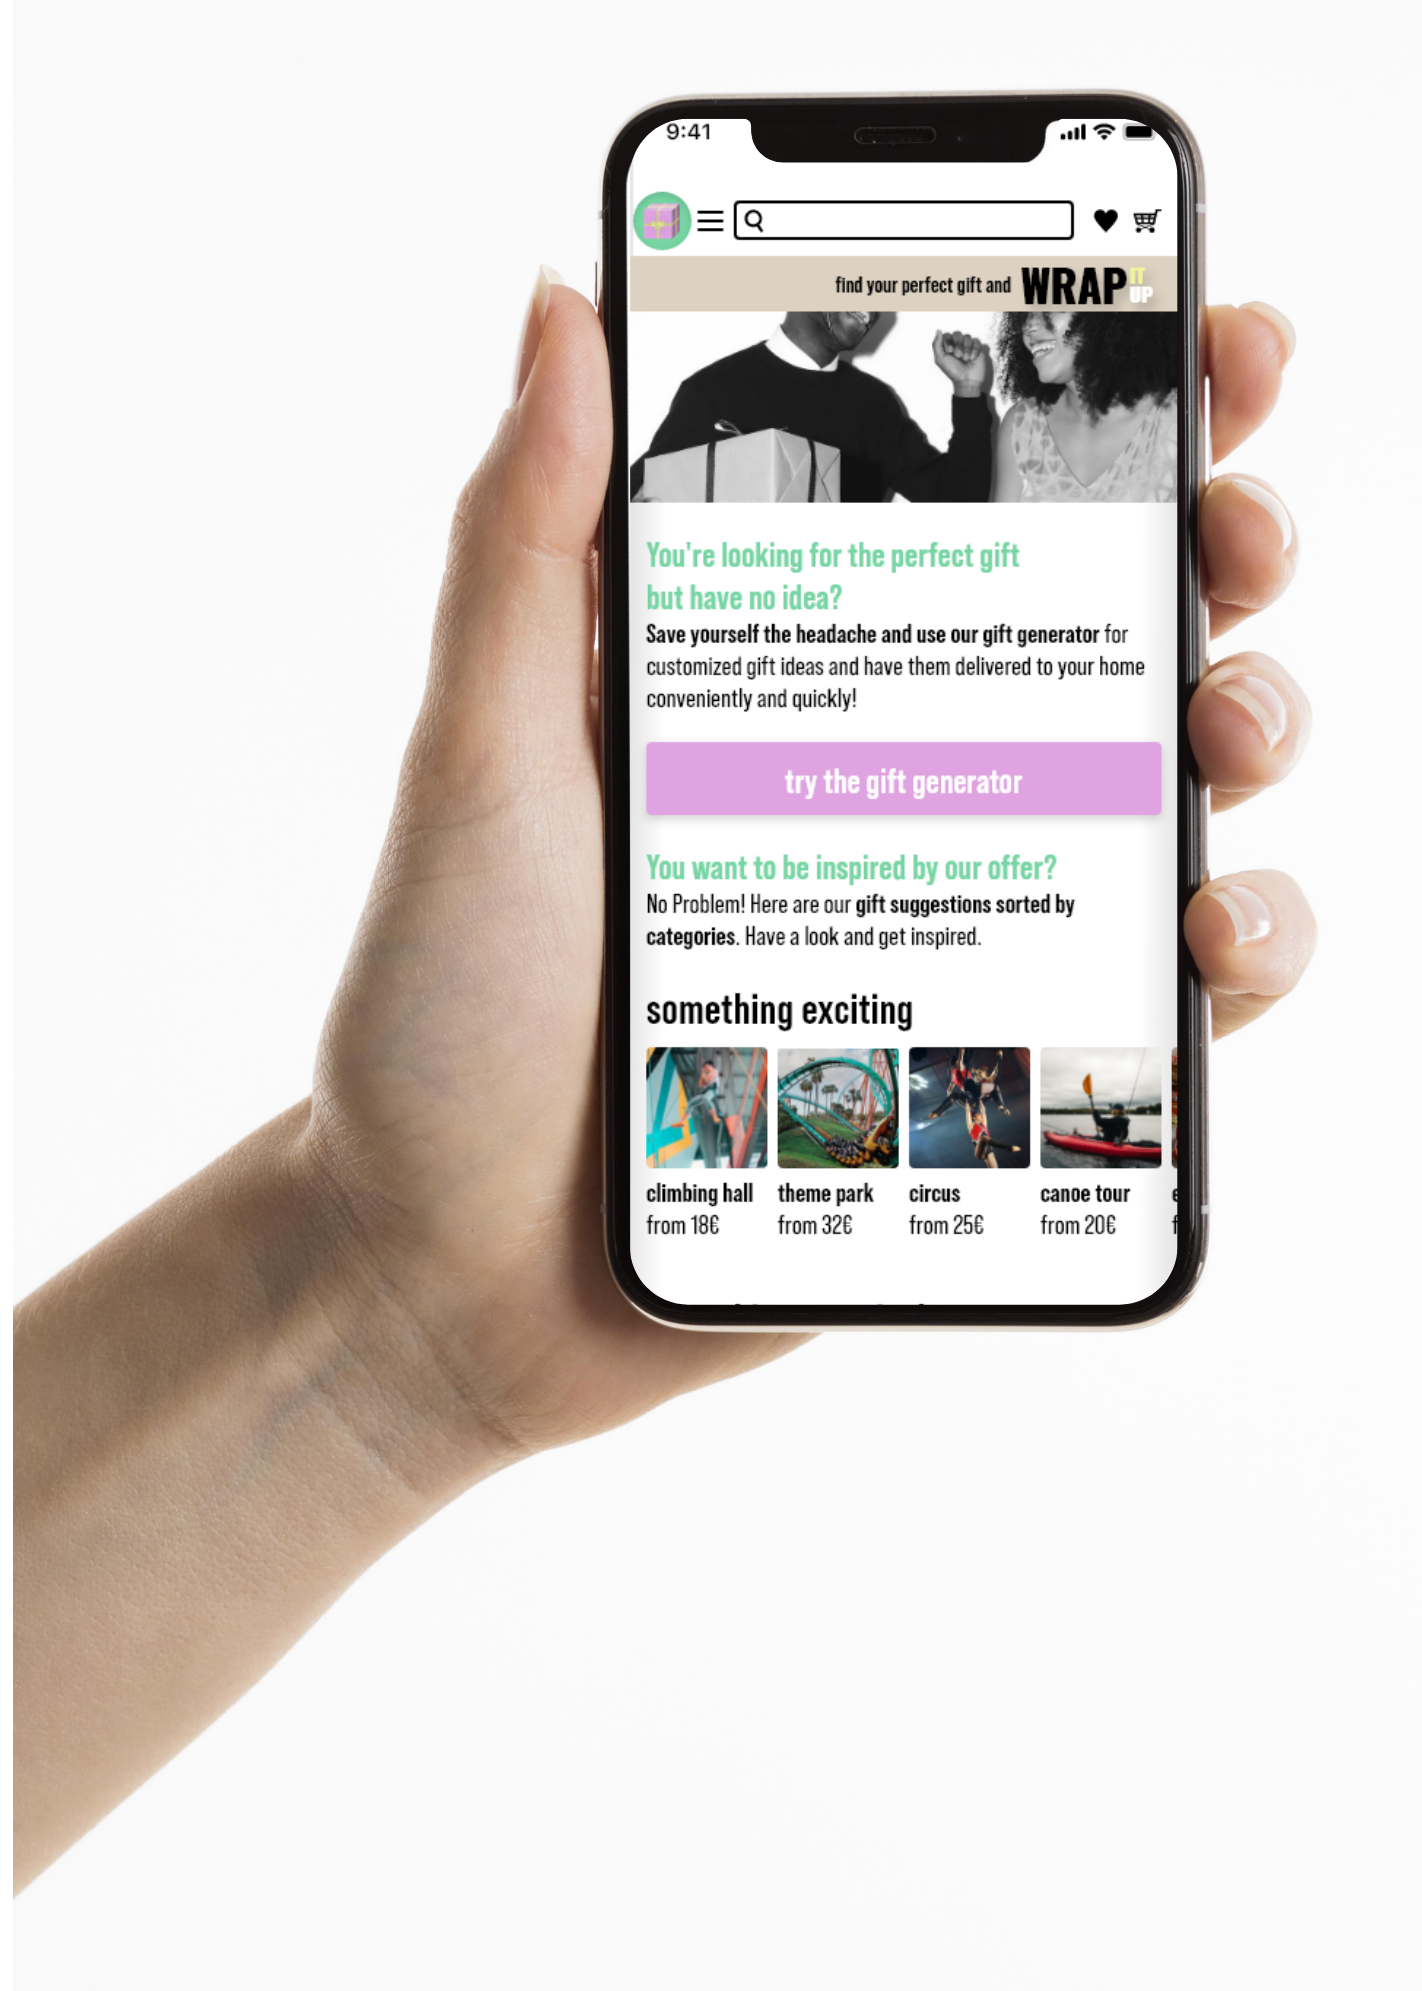 9:41
find your perfect gift and WRAP IT UP
You're looking for the perfect gift
but have no idea?
Save yourself the headache and use our gift generator for
customized gift ideas and have them delivered to your home
conveniently and quickly!
try the gift generator
You want to be inspired by our offer?
No Problem! Here are our gift suggestions sorted by
categories. Have a look and get inspired.
something exciting
climbing hall theme park circus canoe tour
from 18€ from 32€ from 25€ from 20€